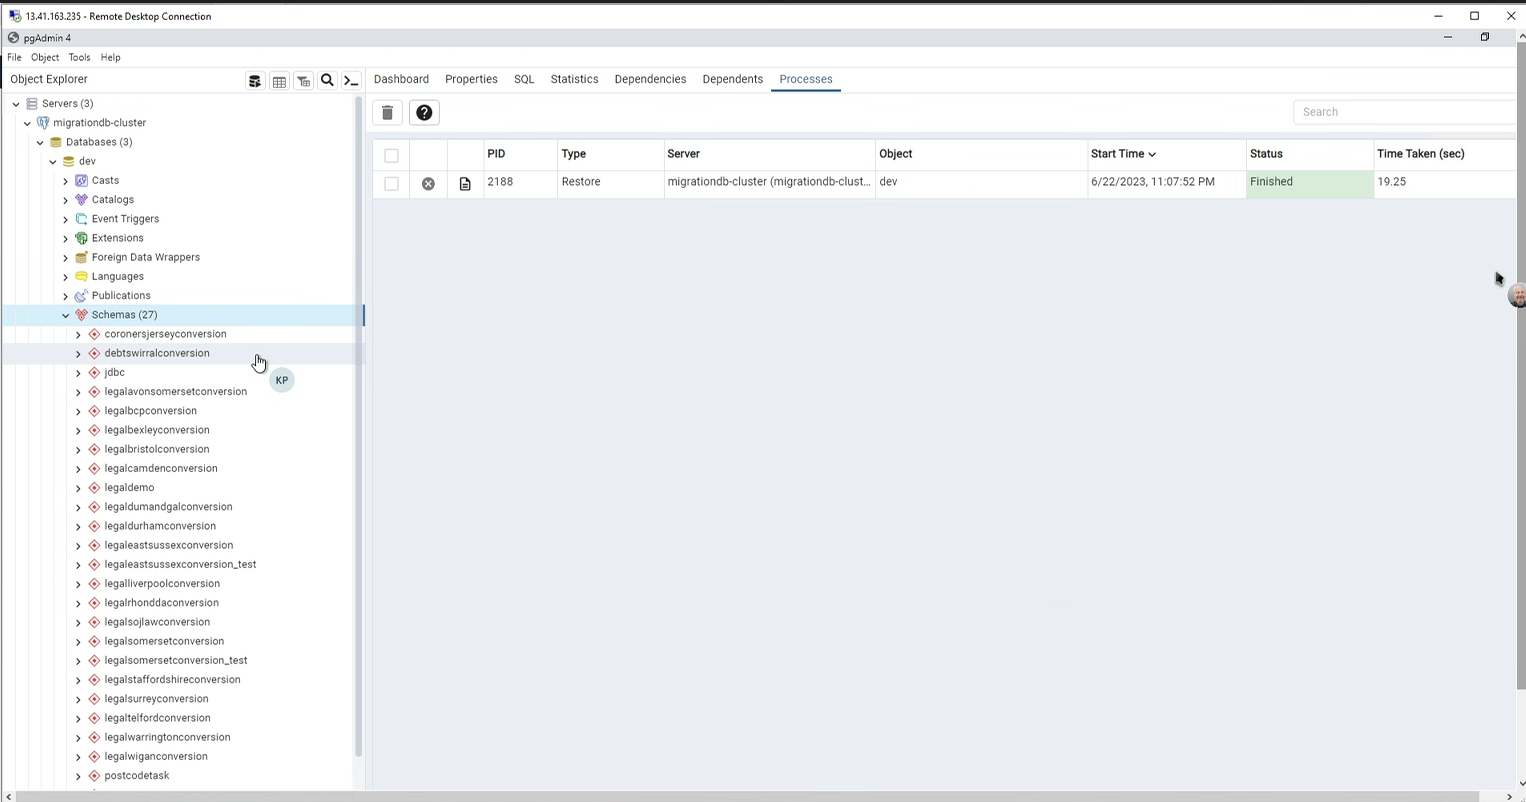 13.41.163.235 - Remote Desktop Connection
pgAdmin 4
File Object Tools Help
Object Explorer
Dashboard Properties SQL Statistics Dependencies Dependents Processes
Servers (3)
migrationdb-cluster
Databases (3)
dev
Casts
Catalogs
Event Triggers
Extensions
Foreign Data Wrappers
Languages
Publications
Schemas (27)
coronersjerseyconversion
debtswirralconversion
jdbc
KP
legalavonsomersetconversion
legalbcpconversion
legalbexleyconversion
legalbristolconversion
legalcamdenconversion
legaldemo
legaldumandgalconversion
legaldurhamconversion
legaleastsussexconversion
legaleastsussexconversion_test
legalliverpoolconversion
legalrhonddaconversion
legalsojlawconversion
legalsomersetconversion
legalsomersetconversion_test
legalstaffordshireconversion
legalsurreyconversion
legaltelfordconversion
legalwarringtonconversion
legalwiganconversion
postcodetask
Search
PID Type Server Object Start Time Status Time Taken (sec)
2188 Restore migrationdb-cluster (migrationdb-clust... dev 6/22/2023, 11:07:52 PM Finished 19.25